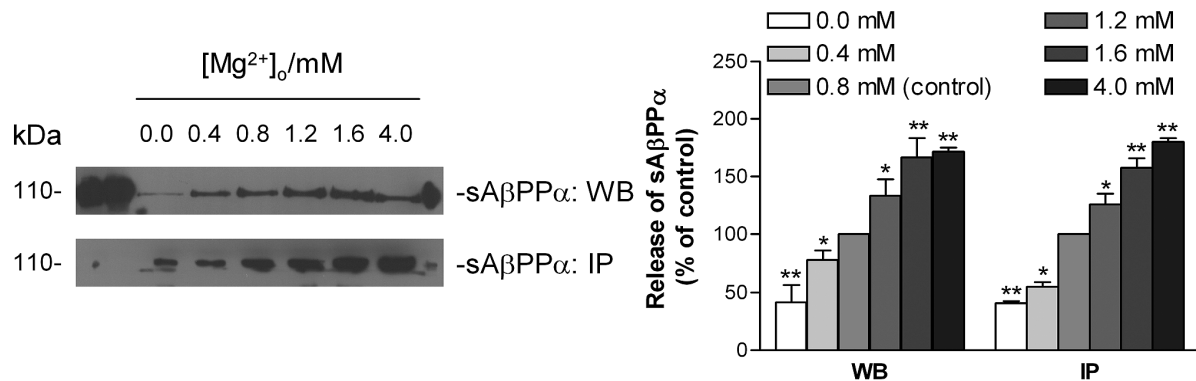 [Mg²⁺]ₒ/mM
kDa
0.0 0.4 0.8 1.2 1.6 4.0
110-
-sAβPPα: WB
110-
-sAβPPα: IP
0.0 mM
0.4 mM
0.8 mM (control)
1.2 mM
1.6 mM
4.0 mM
Release of sAβPPα
(% of control)
250
200
150
100
50
0
** * * ** **
** * * ** **
WB IP